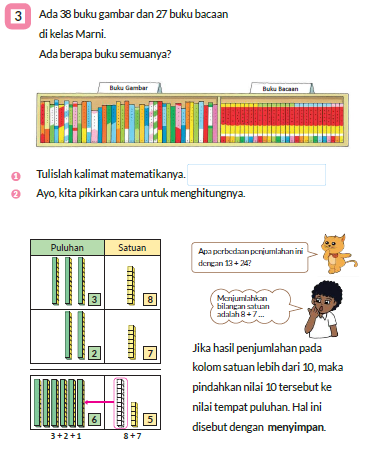 3
Ada 38 buku gambar dan 27 buku bacaan
di kelas Marni.
Ada berapa buku semuanya?
Buku Gambar
Buku Bacaan
1 Tulislah kalimat matematikanya.
2 Ayo, kita pikirkan cara untuk menghitungnya.
Puluhan Satuan
3 8
2 7
6 5
3 + 2 + 1 8 + 7
Apa perbedaan penjumlahan ini
dengan 13 + 24?
Menjumlahkan
bilangan satuan
adalah 8 + 7 ...
Jika hasil penjumlahan pada
kolom satuan lebih dari 10, maka
pindahkan nilai 10 tersebut ke
nilai tempat puluhan. Hal ini
disebut dengan menyimpan.